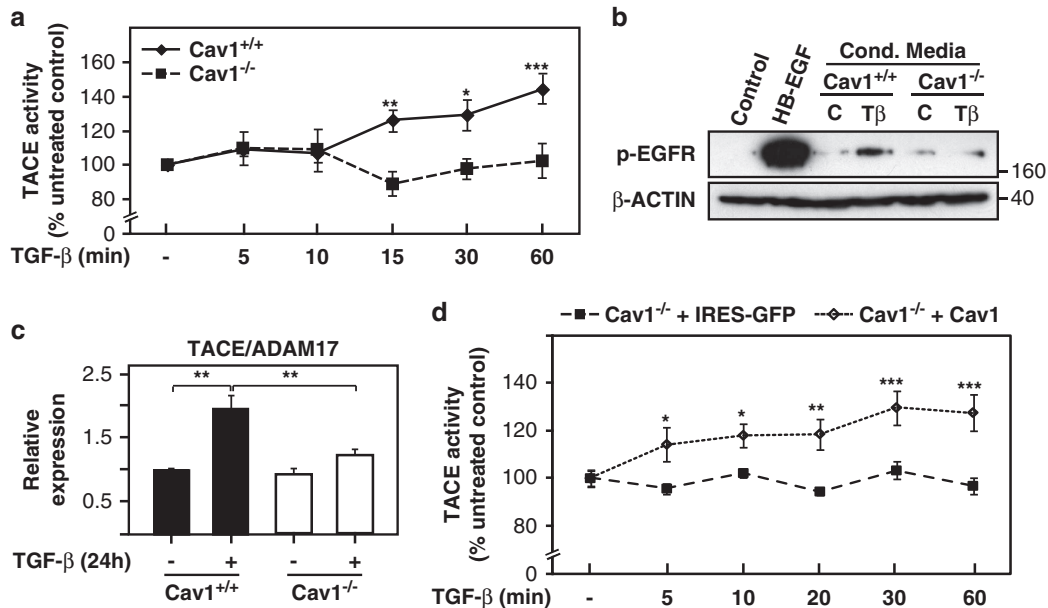 a
Cav1+/+
Cav1-/-
TACE activity
(% untreated control)
160
140
120
100
80
0
** * ***
TGF-β (min) - 5 10 15 30 60
b
Control
HB-EGF
Cond. Media
Cav1+/+ Cav1-/-
C Tβ C Tβ
p-EGFR
160
β-ACTIN
40
c
TACE/ADAM17
Relative
expression
2.5
1.5
0.5
** **
TGF-β (24h) - + - +
Cav1+/+ Cav1-/-
d
Cav1-/- + IRES-GFP Cav1-/- + Cav1
TACE activity
(% untreated control)
140
120
100
80
0
* * ** *** ***
TGF-β (min) - 5 10 20 30 60